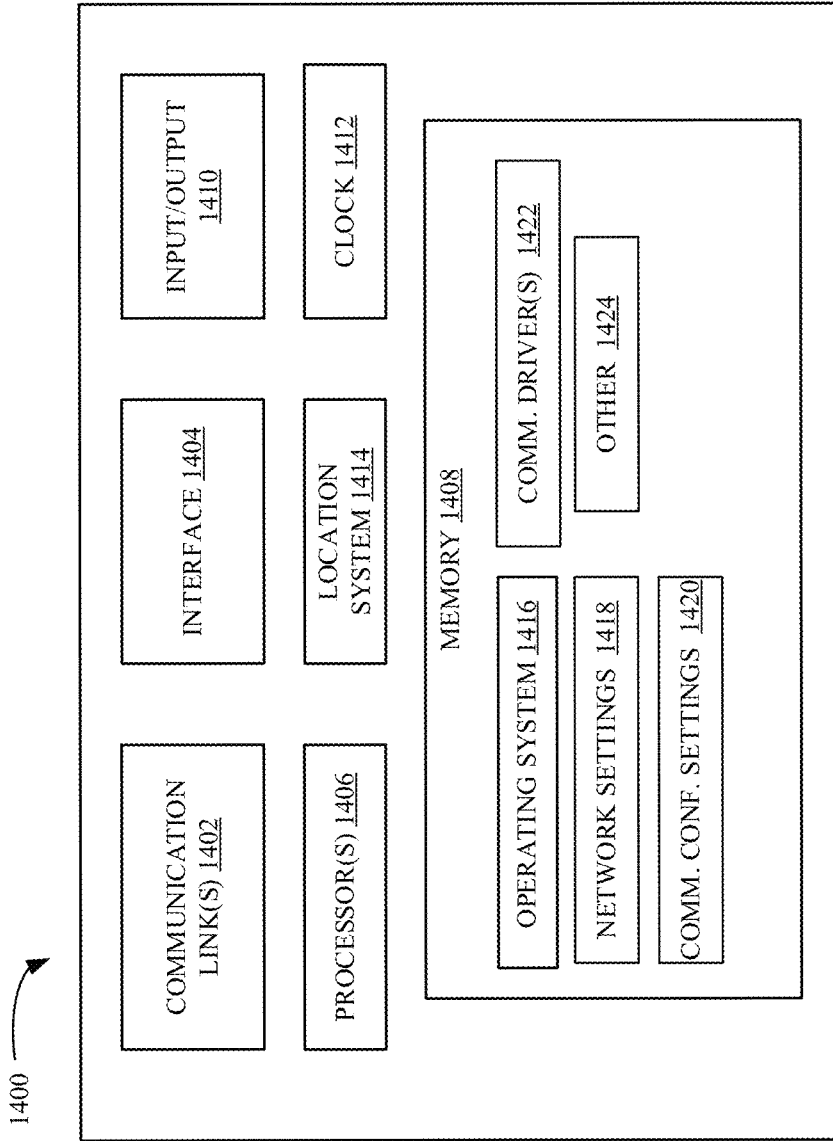 1400
COMMUNICATION
LINK(S) 1402
INTERFACE 1404
INPUT/OUTPUT
1410
PROCESSOR(S) 1406
LOCATION
SYSTEM 1414
CLOCK 1412
MEMORY 1408
OPERATING SYSTEM 1416
COMM. DRIVER(S) 1422
NETWORK SETTINGS 1418
OTHER 1424
COMM. CONF. SETTINGS 1420